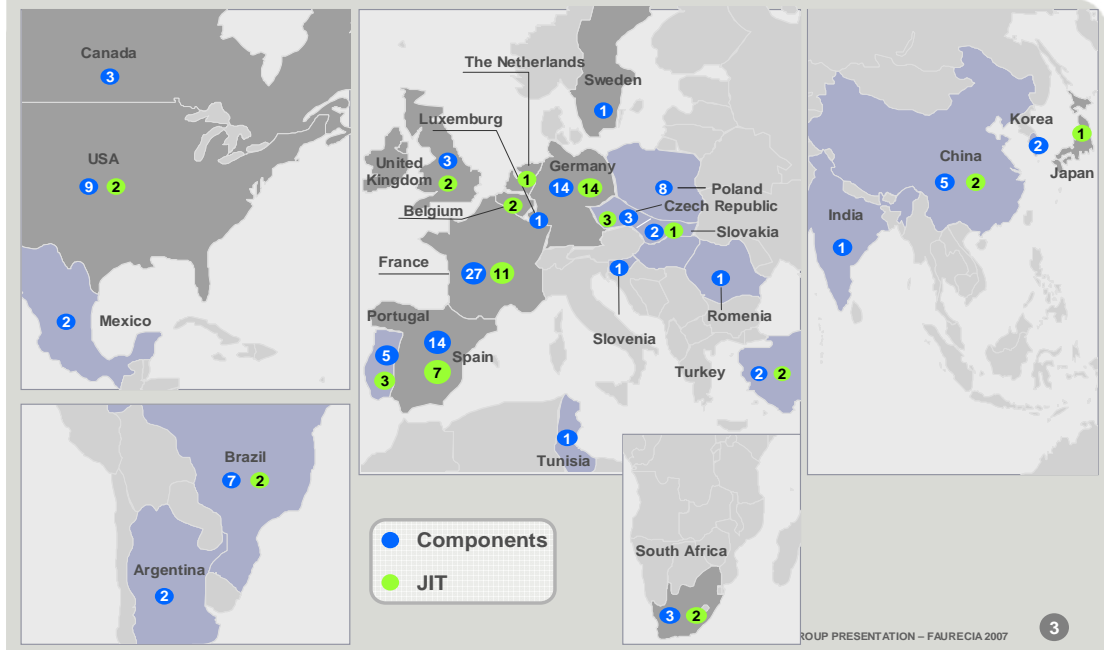 Canada
3
USA
9 2
2 Mexico
Brazil
7 2
Argentina
2
The Netherlands
Sweden
1
Luxemburg
United
Kingdom
3
2
1
Germany
14 14
8 Poland
Belgium
2
1
3 3 Czech Republic
2 1 Slovakia
France
27 11
1
Slovenia
1
Romenia
Portugal
5
3
14
Spain
7
Turkey
2 2
1
Tunisia
South Africa
3 2
Korea
2
1
Japan
China
5 2
India
1
Components
JIT
ROUP PRESENTATION – FAURECIA 2007
3